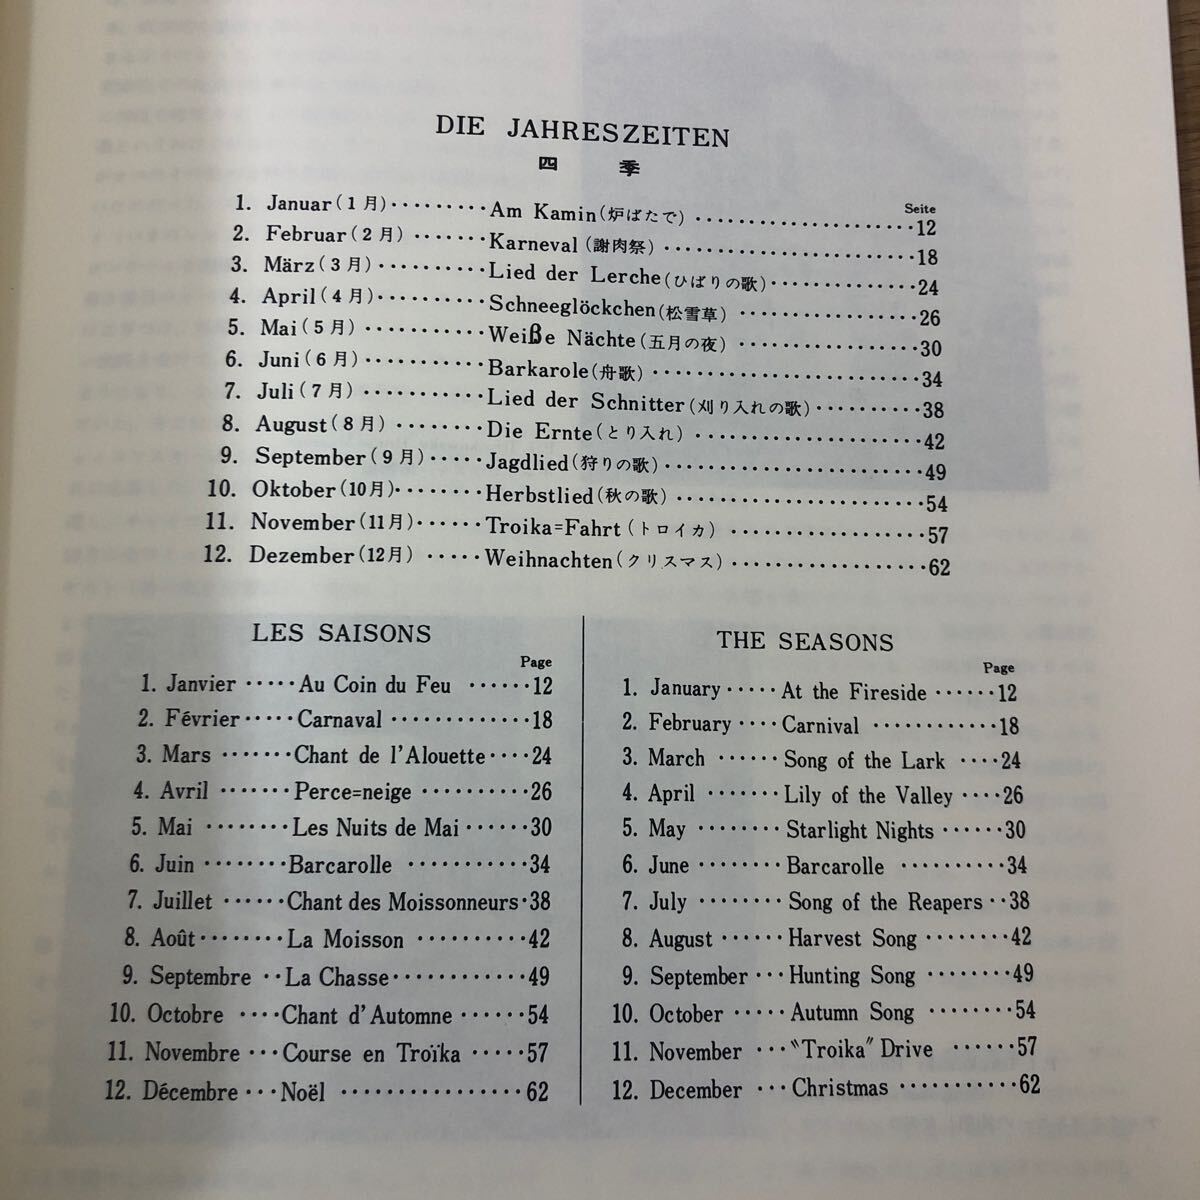 DIE JAHRESZEITEN
四季
Seite
1. Januar(1月)·········Am Kamin(炉ばたで)······················12
2. Februar(2月)·······Karneval(謝肉祭)·························18
3. März(3月)··········Lied der Lerche(ひばりの歌)··············24
4. April(4月)··········Schneeglöckchen(松雪草)·················26
5. Mai(5月)···········Weiße Nächte(五月の夜)·················30
6. Juni(6月)···········Barkarole(舟歌)··························34
7. Juli(7月)···········Lied der Schnitter(刈り入れの歌)··········38
8. August(8月)········Die Ernte(とり入れ)······················42
9. September(9月)·····Jagdlied(狩りの歌)·························49
10. Oktober(10月)········Herbstlied(秋の歌)························54
11. November(11月)······Troika=Fahrt(トロイカ)···················57
12. Dezember(12月)·····Weihnachten(クリスマス)··················62
LES SAISONS
Page
1. Janvier·····Au Coin du Feu······12
2. Février·····Carnaval·············18
3. Mars·······Chant de l'Alouette····24
4. Avril·······Perce=neige··········26
5. Mai········Les Nuits de Mai······30
6. Juin········Barcarolle···········34
7. Juillet······Chant des Moissonneurs·38
8. Août········La Moisson··········42
9. Septembre··La Chasse············49
10. Octobre····Chant d'Automne······54
11. Novembre···Course en Troïka·····57
12. Décembre···Noël·················62
THE SEASONS
Page
1. January·····At the Fireside······12
2. February····Carnival············18
3. March······Song of the Lark····24
4. April·······Lily of the Valley····26
5. May········Starlight Nights······30
6. June········Barcarolle··········34
7. July········Song of the Reapers··38
8. August······Harvest Song········42
9. September···Hunting Song········49
10. October·····Autumn Song········54
11. November···〝Troika〞Drive······57
12. December···Christmas···········62